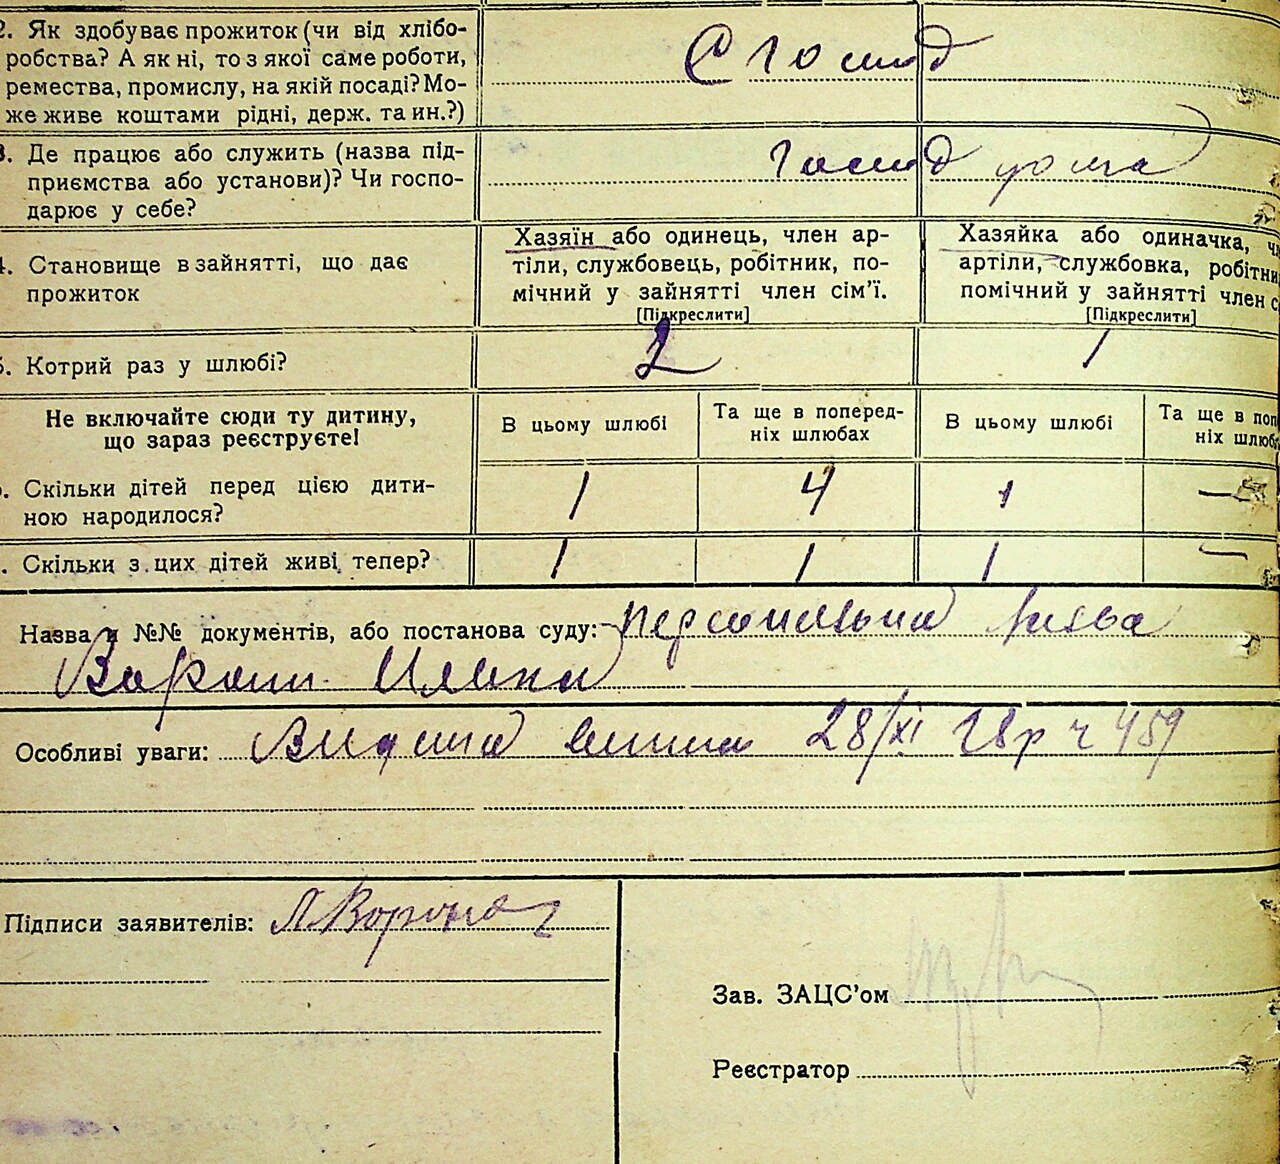 2. Як здобуває прожиток (чи від хлібо-
робства? А як ні, то з якої саме роботи,
ремества, промислу, на якій посаді? Мо-
же живе коштами рідні, держ. та ин.?)
3. Де працює або служить (назва під-
приємства або установи)? Чи госпо-
дарює у себе?
4. Становище в зайнятті, що дає
прожиток
Хазяїн або одинець, член ар-
тіли, службовець, робітник, по-
мічний у зайнятті член сім'ї.
[Підкреслити]
Хазяйка або одиначка, ч
артіли, службовка, робітни
помічний у зайнятті член с
[Підкреслити]
5. Котрий раз у шлюбі?
2
1
Не включайте сюди ту дитину,
що зараз реєструєте!
В цьому шлюбі
Та ще в поперед-
ніх шлюбах
В цьому шлюбі
Та ще в поп
ніх шлюб
. Скільки дітей перед цією дити-
ною народилося?
1
4
1
—
. Скільки з цих дітей живі тепер?
1
1
1
—
Назва й №№ документів, або постанова суду: персональна
Особливі уваги: 28/XI 28р ч 459
Підписи заявителів:
Зав. ЗАЦС'ом
Реєстратор